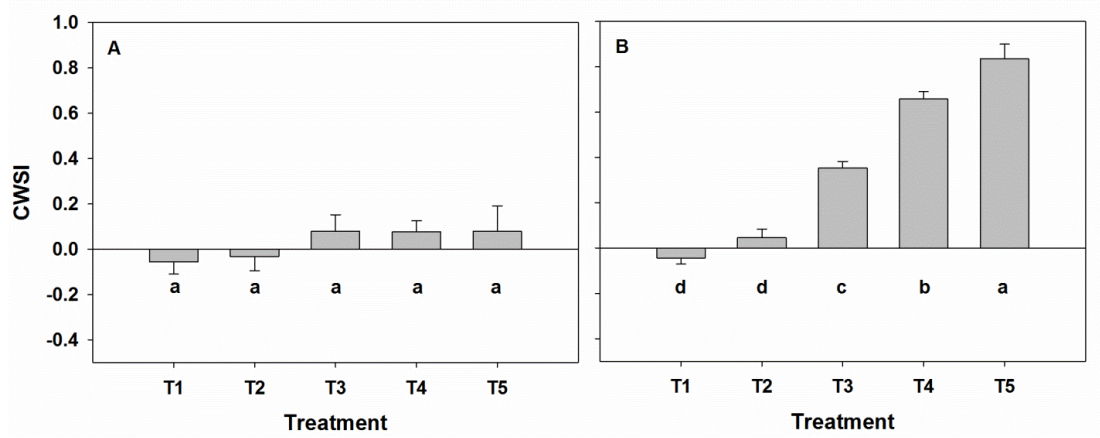 CWSI
1.0
0.8
0.6
0.4
0.2
0.0
-0.2
-0.4
A
a a a a a
T1 T2 T3 T4 T5
Treatment
B
d d c b a
T1 T2 T3 T4 T5
Treatment